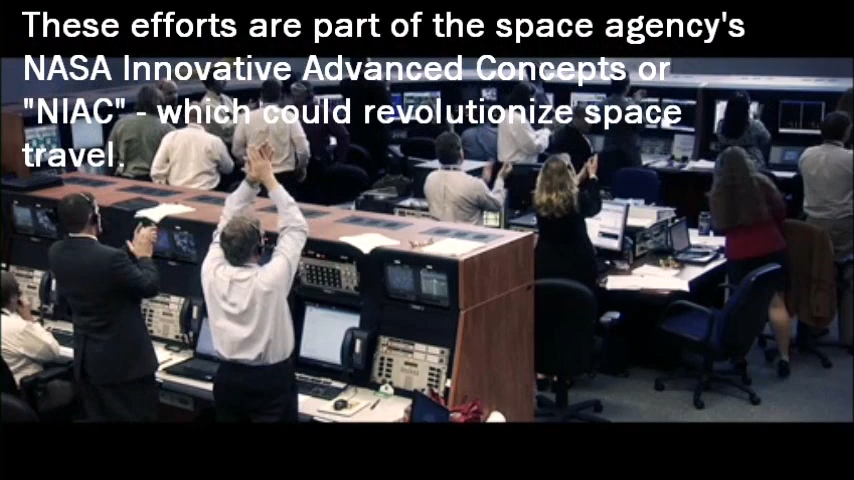 These efforts are part of the space agency's
NASA Innovative Advanced Concepts or
"NIAC" - which could revolutionize space
travel.